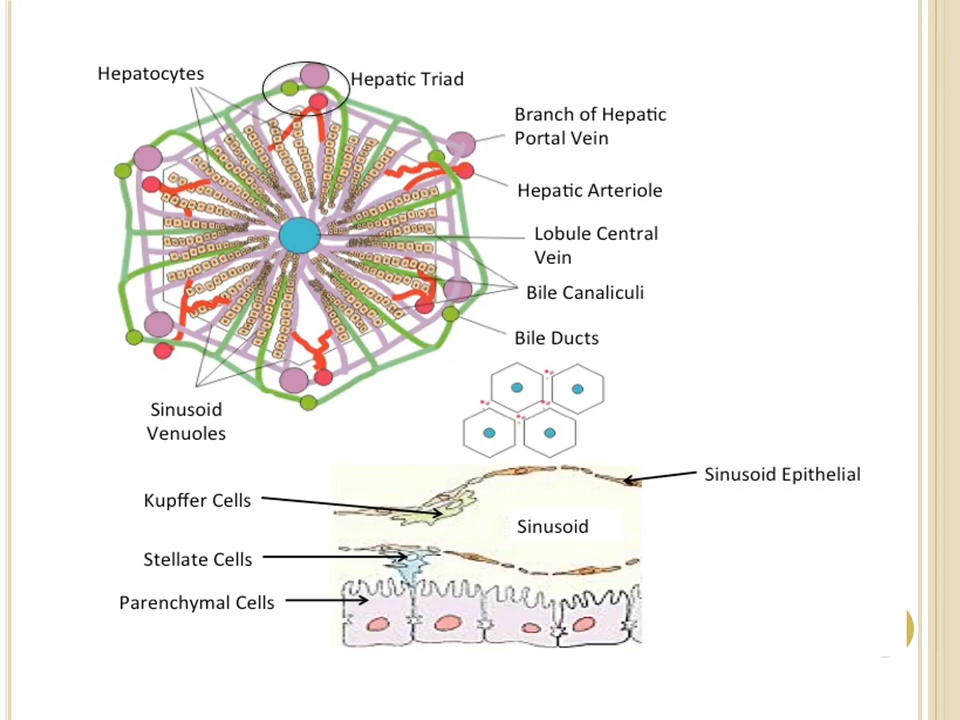 Hepatocytes
Hepatic Triad
Branch of Hepatic
Portal Vein
Hepatic Arteriole
Lobule Central
Vein
Bile Canaliculi
Bile Ducts
Sinusoid
Venuoles
Sinusoid Epithelial
Kupffer Cells
Sinusoid
Stellate Cells
Parenchymal Cells